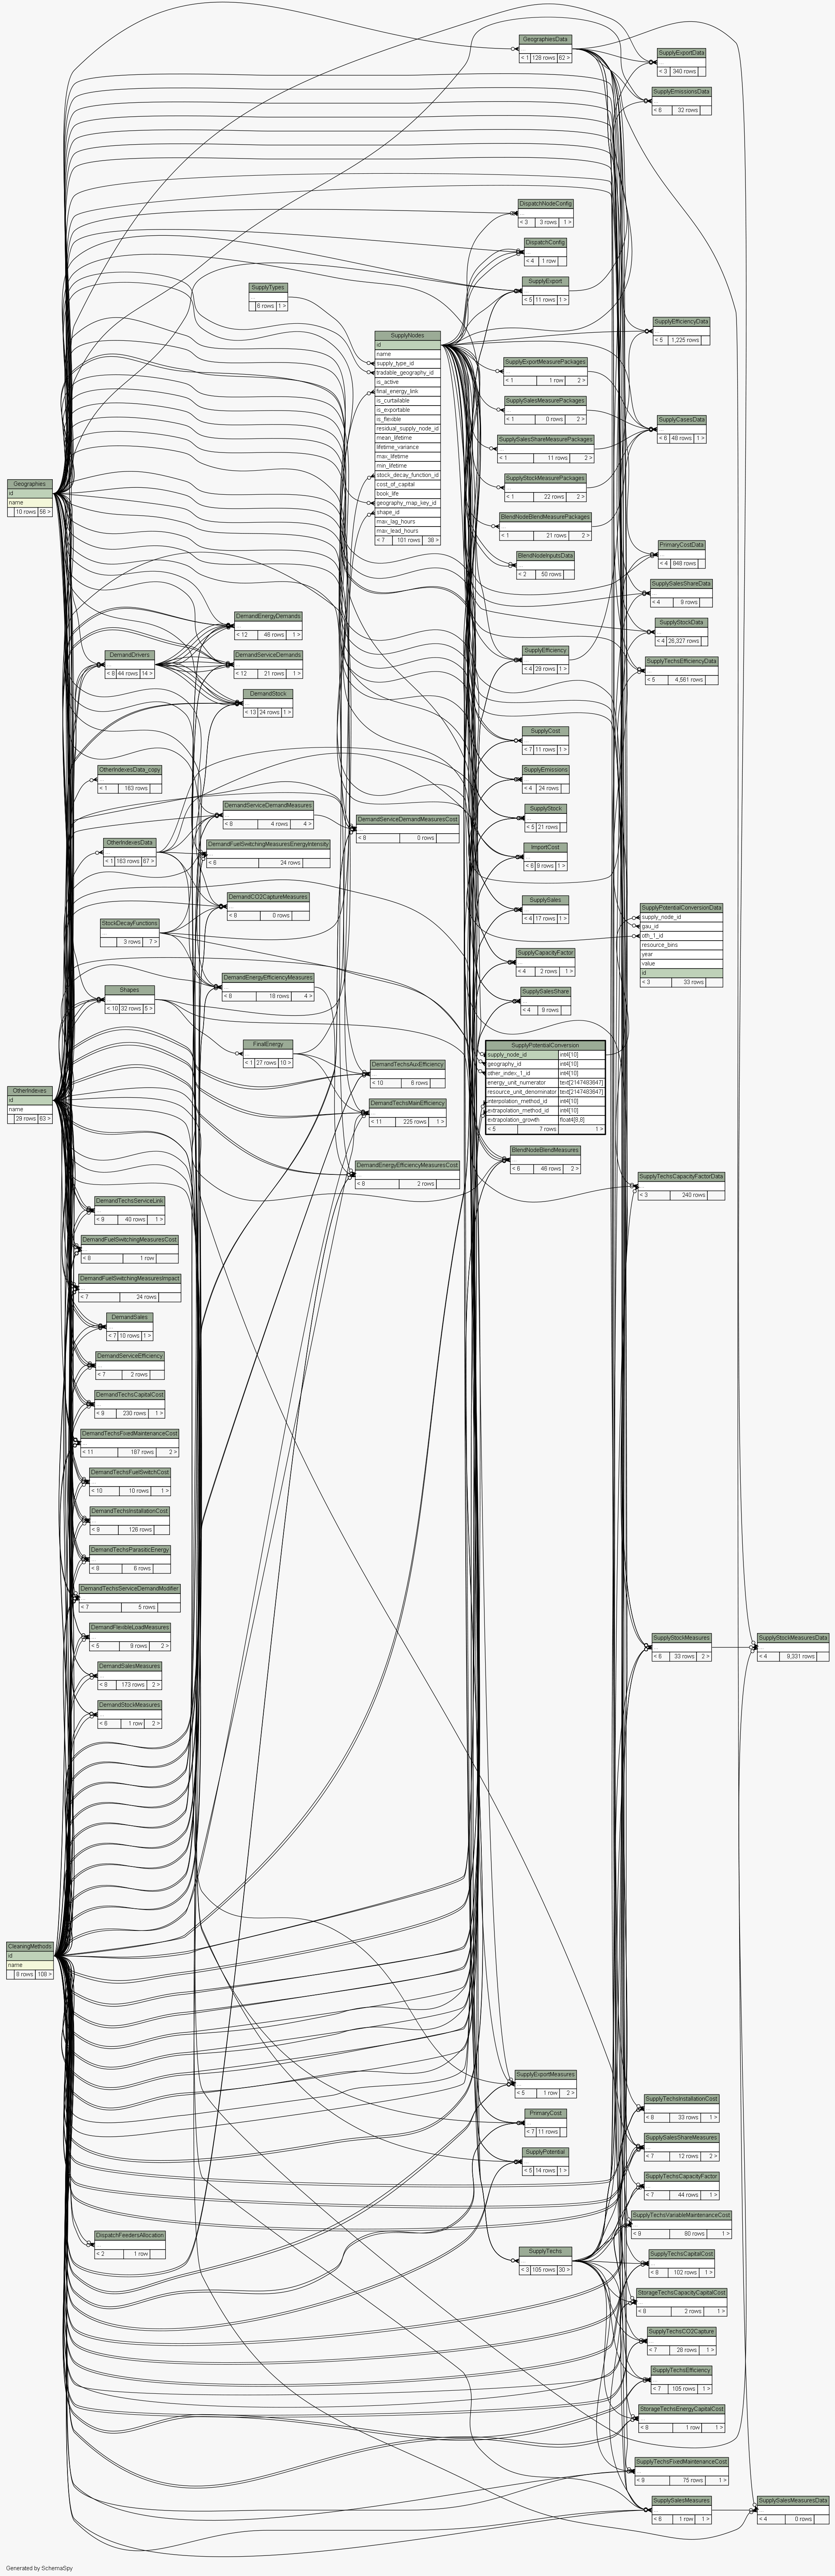 GeographiesData
...
< 1 128 rows 62 >
SupplyExportData
...
< 3 340 rows
SupplyEmissionsData
...
< 8 32 rows
DispatchNodeConfig
...
< 3 3 rows 1 >
DispatchConfig
...
< 4 1 row
SupplyExport
...
< 5 11 rows 1 >
SupplyTypes
...
6 rows 1 >
SupplyNodes
id
name
supply_type_id
tradable_geography_id
is_active
final_energy_link
is_curtailable
is_exportable
is_flexible
residual_supply_node_id
mean_lifetime
lifetime_variance
max_lifetime
min_lifetime
stock_decay_function_id
cost_of_capital
book_life
geography_map_key_id
shape_id
max_lag_hours
max_lead_hours
< 7 101 rows 38 >
SupplyEfficiencyData
...
< 5 1,225 rows
SupplyExportMeasurePackages
...
< 1 1 row 2 >
SupplySalesMeasurePackages
...
< 1 0 rows 2 >
SupplyCasesData
...
< 6 48 rows 1 >
SupplySalesShareMeasurePackages
...
< 1 11 rows 2 >
SupplyStockMeasurePackages
...
< 1 22 rows 2 >
Geographies
id
name
10 rows 56 >
BlendNodeBlendMeasurePackages
...
< 1 21 rows 2 >
PrimaryCostData
...
< 4 848 rows
BlendNodeInputsData
...
< 2 50 rows
SupplySalesShareData
...
< 4 9 rows
DemandEnergyDemands
...
< 12 46 rows 1 >
SupplyStockData
...
< 4 26,327 rows
DemandDrivers
...
< 8 44 rows 14 >
DemandServiceDemands
...
< 12 21 rows 1 >
SupplyEfficiency
...
< 4 29 rows 1 >
SupplyTechsEfficiencyData
...
< 5 4,561 rows
DemandStock
...
< 13 24 rows 1 >
SupplyCost
...
< 7 11 rows 1 >
OtherIndexesData_copy
...
< 1 183 rows
SupplyEmissions
...
< 4 24 rows
DemandServiceDemandMeasures
...
< 8 4 rows 4 >
SupplyStock
...
< 5 21 rows
DemandServiceDemandMeasuresCost
...
< 8 0 rows
OtherIndexesData
...
< 1 163 rows 67 >
DemandFuelSwitchingMeasuresEnergyIntensity
...
< 6 24 rows
ImportCost
...
< 6 9 rows 1 >
DemandCO2CaptureMeasures
...
< 8 0 rows
SupplySales
...
< 4 17 rows 1 >
SupplyPotentialConversionData
supply_node_id
gau_id
oth_1_id
resource_bins
year
value
id
< 3 33 rows
StockDecayFunctions
...
3 rows 7 >
SupplyCapacityFactor
...
< 4 2 rows 1 >
DemandEnergyEfficiencyMeasures
...
< 8 18 rows 4 >
Shapes
...
< 10 32 rows 5 >
SupplySalesShare
...
< 4 9 rows
FinalEnergy
...
< 1 27 rows 10 >
SupplyPotentialConversion
supply_node_id int4[10]
geography_id int4[10]
other_index_1_id int4[10]
energy_unit_numerator text[2147483647]
resource_unit_denominator text[2147483647]
interpolation_method_id int4[10]
extrapolation_method_id int4[10]
extrapolation_growth float4[8,8]
< 5 7 rows 1 >
DemandTechsAuxEfficiency
...
< 10 6 rows
OtherIndexes
id
name
28 rows 63 >
DemandTechsMainEfficiency
...
< 11 225 rows 1 >
BlendNodeBlendMeasures
...
< 6 46 rows 2 >
DemandEnergyEfficiencyMeasuresCost
...
< 8 2 rows
SupplyTechsCapacityFactorData
...
< 3 240 rows
DemandTechsServiceLink
...
< 9 40 rows 1 >
DemandFuelSwitchingMeasuresCost
...
< 8 1 row
DemandFuelSwitchingMeasuresImpact
...
< 7 24 rows
DemandSales
...
< 7 10 rows 1 >
DemandServiceEfficiency
...
< 7 2 rows
DemandTechsCapitalCost
...
< 9 230 rows 1 >
DemandTechsFixedMaintenanceCost
...
< 11 187 rows 2 >
DemandTechsFuelSwitchCost
...
< 10 10 rows 1 >
DemandTechsInstallationCost
...
< 9 126 rows
DemandTechsParasiticEnergy
...
< 8 6 rows
DemandTechsServiceDemandModifier
...
< 7 5 rows
DemandFlexibleLoadMeasures
...
< 5 9 rows 2 >
SupplyStockMeasures
...
< 6 33 rows 2 >
SupplyStockMeasuresData
...
< 4 9,331 rows
DemandSalesMeasures
...
< 8 173 rows 2 >
DemandStockMeasures
...
< 6 1 row 2 >
CleaningMethods
id
name
8 rows 108 >
SupplyExportMeasures
...
< 5 1 row 2 >
SupplyTechsInstallationCost
...
< 8 33 rows 1 >
PrimaryCost
...
< 7 11 rows
SupplySalesShareMeasures
...
< 7 12 rows 2 >
SupplyPotential
...
< 5 14 rows 1 >
SupplyTechsCapacityFactor
...
< 7 44 rows 1 >
SupplyTechsVariableMaintenanceCost
...
< 9 80 rows 1 >
DispatchFeedersAllocation
...
< 2 1 row
SupplyTechs
...
< 3 105 rows 30 >
SupplyTechsCapitalCost
...
< 8 102 rows 1 >
StorageTechsCapacityCapitalCost
...
< 8 2 rows 1 >
SupplyTechsCO2Capture
...
< 7 28 rows 1 >
SupplyTechsEfficiency
...
< 7 105 rows 1 >
StorageTechsEnergyCapitalCost
...
< 8 1 row 1 >
SupplyTechsFixedMaintenanceCost
...
< 9 75 rows 1 >
SupplySalesMeasures
...
< 6 1 row 1 >
SupplySalesMeasuresData
...
< 4 0 rows
Generated by SchemaSpy